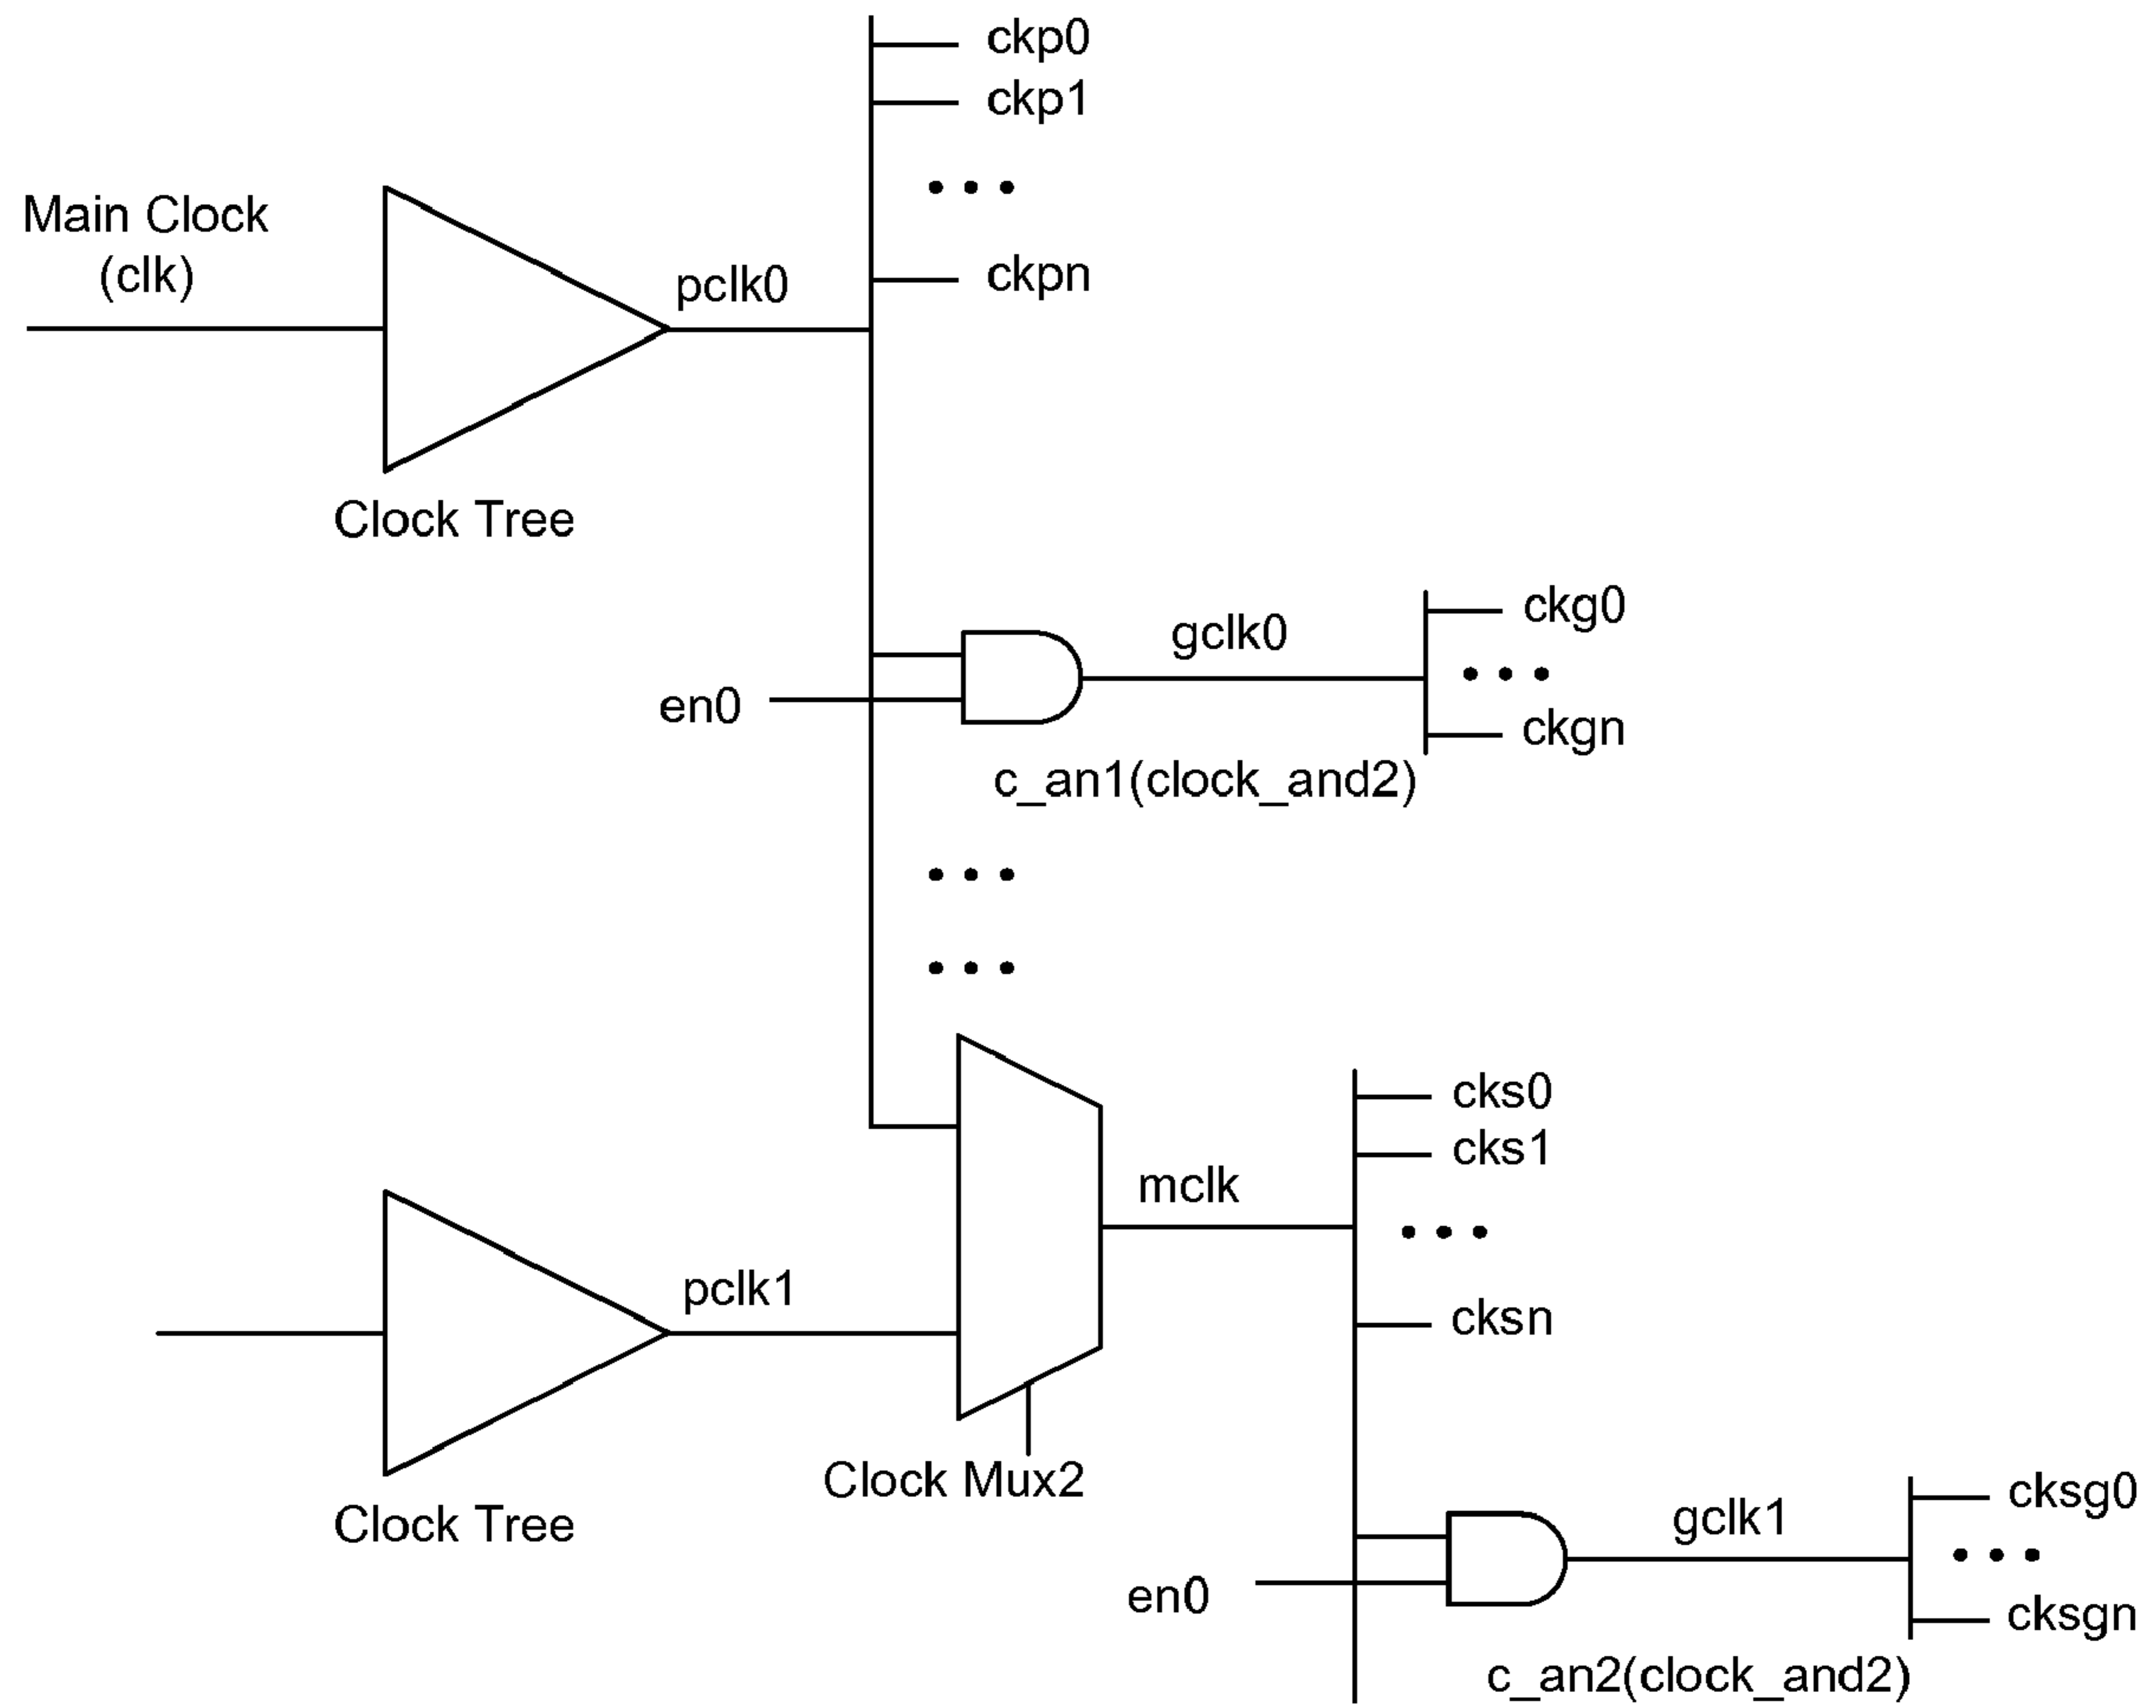 ckp0
ckp1
Main Clock
(clk)
pclk0
ckpn
Clock Tree
gclk0
ckg0
en0
ckgn
c_an1(clock_and2)
cks0
cks1
mclk
pclk1
cksn
Clock Mux2
Clock Tree
gclk1
cksg0
en0
cksgn
c_an2(clock_and2)